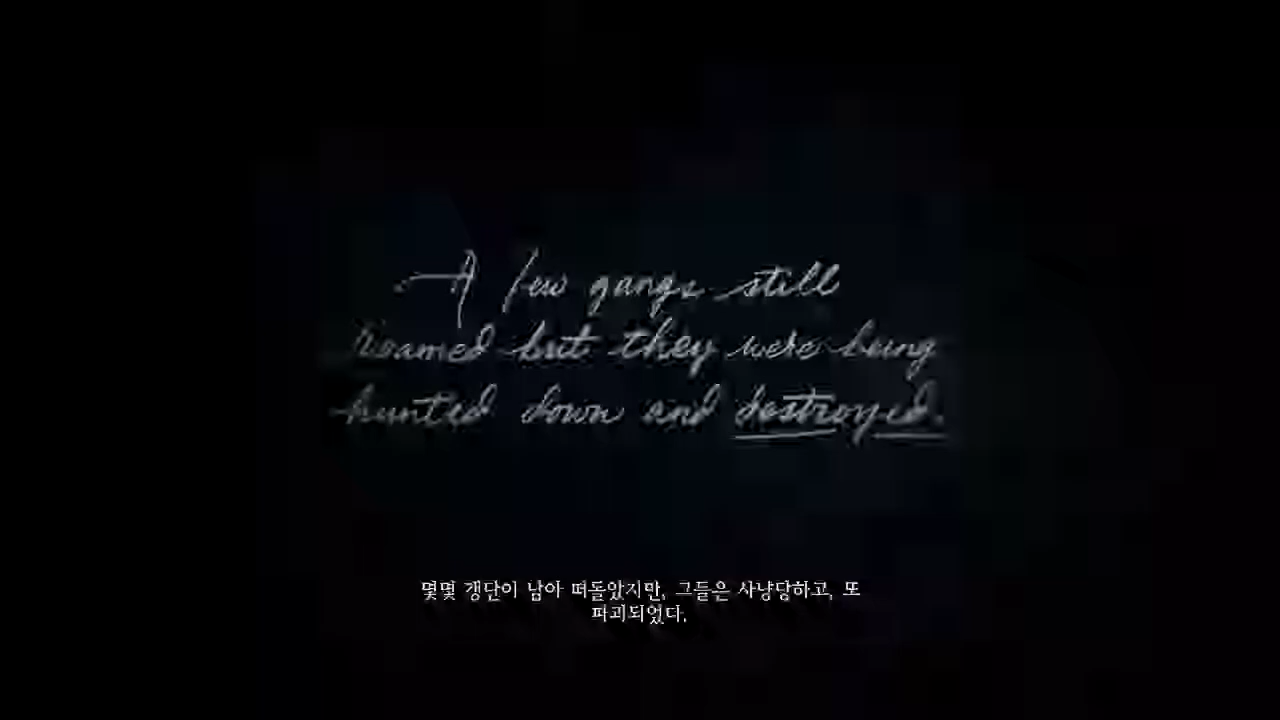 A few gangs still
roamed but they were being
hunted down and destroyed.
몇몇 갱단이 남아 떠돌았지만, 그들은 사냥당하고, 또
파괴되었다.